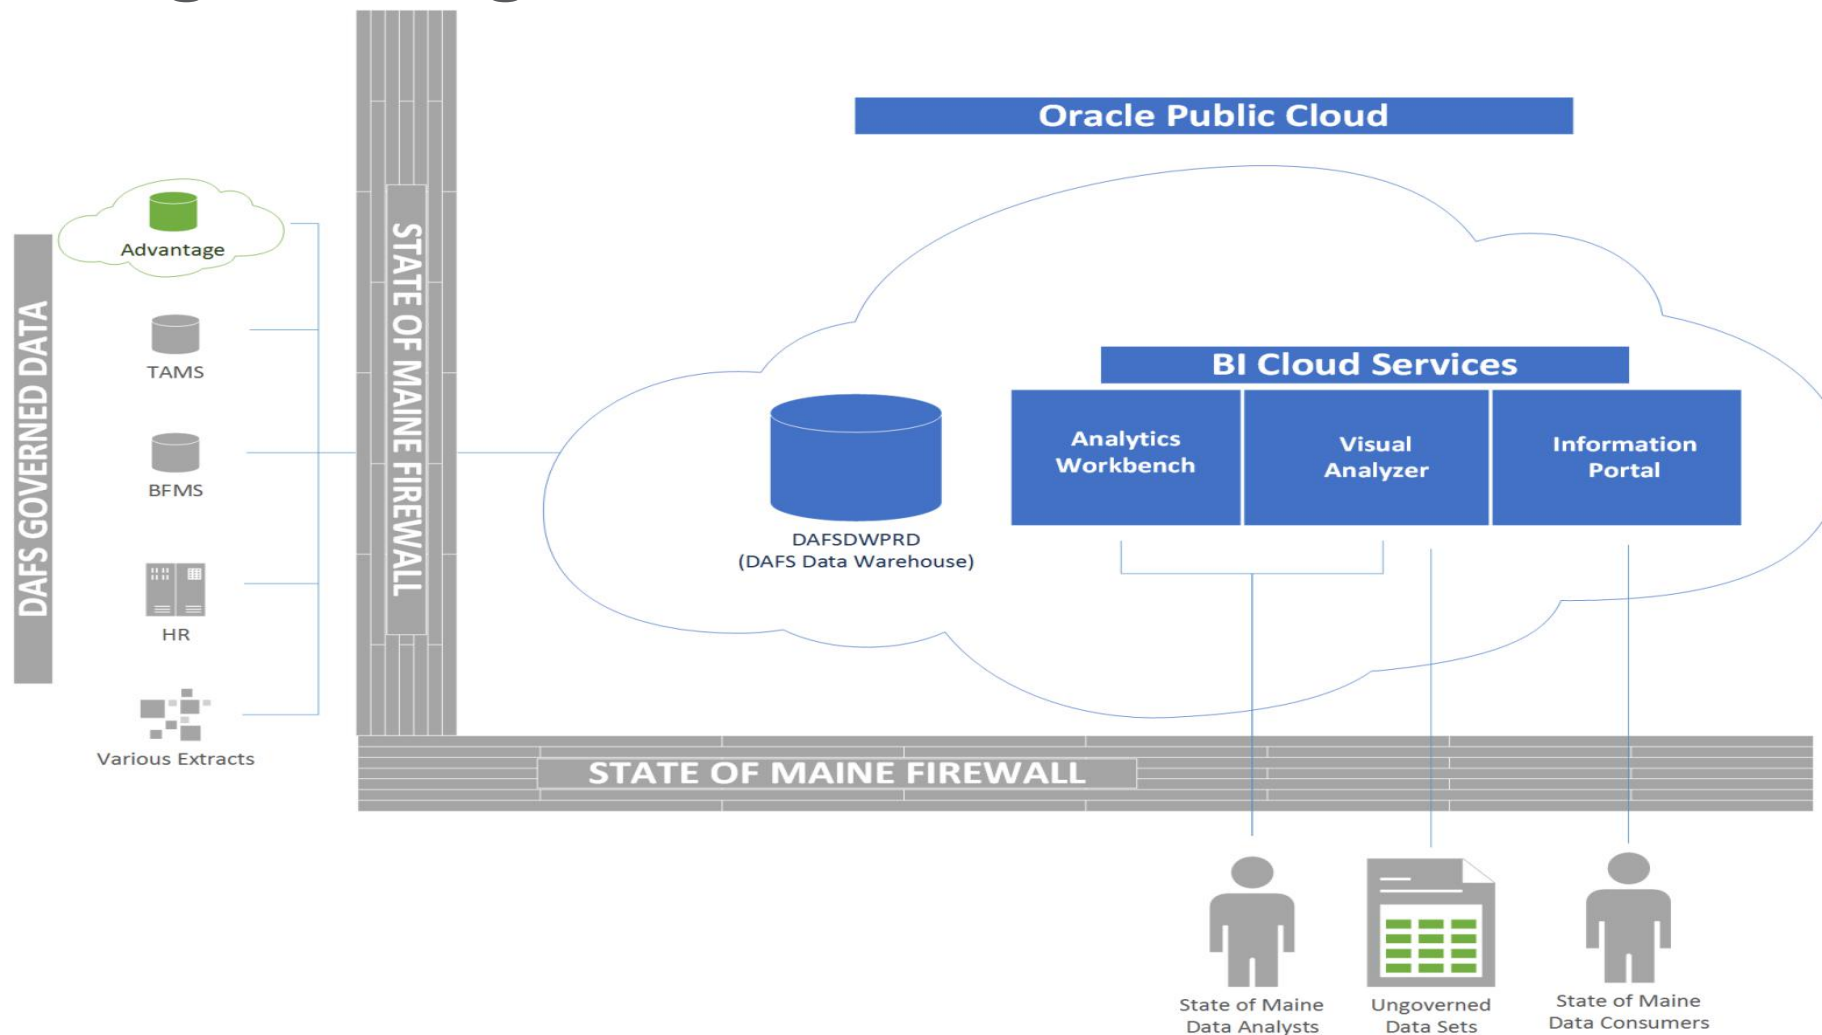 Oracle Public Cloud
DAFS GOVERNED DATA
Advantage
TAMS
BFMS
HR
Various Extracts
STATE OF MAINE FIREWALL
BI Cloud Services
Analytics
Workbench
Visual
Analyzer
Information
Portal
DAFSDWPRD
(DAFS Data Warehouse)
STATE OF MAINE FIREWALL
State of Maine
Data Analysts
Ungoverned
Data Sets
State of Maine
Data Consumers